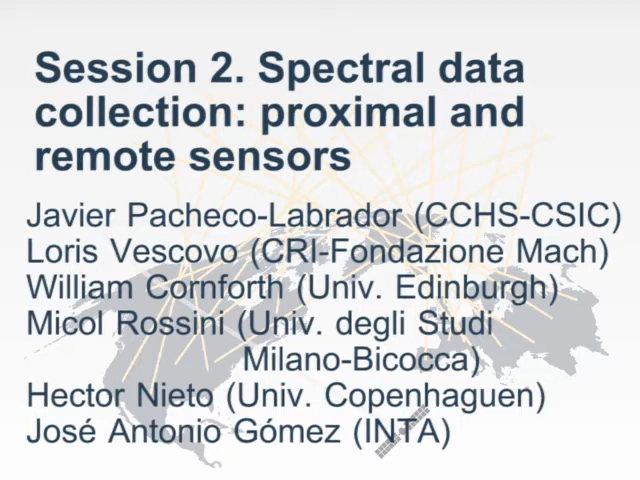 Session 2. Spectral data
collection: proximal and
remote sensors
Javier Pacheco-Labrador (CCHS-CSIC)
Loris Vescovo (CRI-Fondazione Mach)
William Cornforth (Univ. Edinburgh)
Micol Rossini (Univ. degli Studi
Milano-Bicocca)
Hector Nieto (Univ. Copenhaguen)
José Antonio Gómez (INTA)